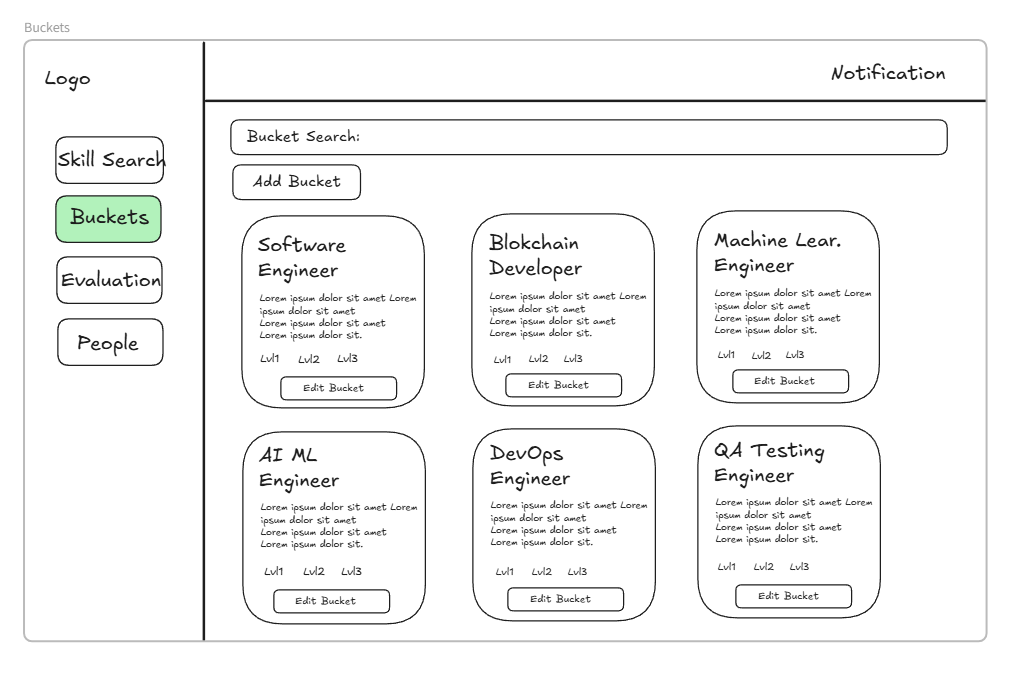 Buckets
Logo
Notification
Skill Search
Buckets
Evaluation
People
Bucket Search:
Add Bucket
Software
Engineer
Lorem ipsum dolor sit amet Lorem
ipsum dolor sit amet
Lorem ipsum dolor sit amet
Lorem ipsum dolor sit.
Lvl1 Lvl2 Lvl3
Edit Bucket
Blokchain
Developer
Lorem ipsum dolor sit amet Lorem
ipsum dolor sit amet
Lorem ipsum dolor sit amet
Lorem ipsum dolor sit.
Lvl1 Lvl2 Lvl3
Edit Bucket
Machine Lear.
Engineer
Lorem ipsum dolor sit amet Lorem
ipsum dolor sit amet
Lorem ipsum dolor sit amet
Lorem ipsum dolor sit.
Lvl1 Lvl2 Lvl3
Edit Bucket
AI ML
Engineer
Lorem ipsum dolor sit amet Lorem
ipsum dolor sit amet
Lorem ipsum dolor sit amet
Lorem ipsum dolor sit.
Lvl1 Lvl2 Lvl3
Edit Bucket
DevOps
Engineer
Lorem ipsum dolor sit amet Lorem
ipsum dolor sit amet
Lorem ipsum dolor sit amet
Lorem ipsum dolor sit.
Lvl1 Lvl2 Lvl3
Edit Bucket
QA Testing
Engineer
Lorem ipsum dolor sit amet Lorem
ipsum dolor sit amet
Lorem ipsum dolor sit amet
Lorem ipsum dolor sit.
Lvl1 Lvl2 Lvl3
Edit Bucket